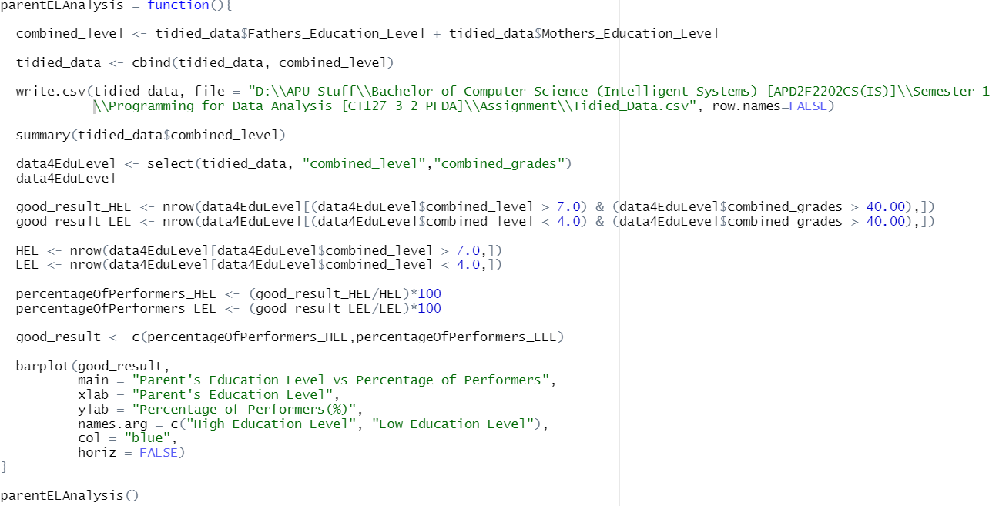 parentELAnalysis = function(){
combined_level <- tidied_data$Fathers_Education_Level + tidied_data$Mothers_Education_Level
tidied_data <- cbind(tidied_data, combined_level)
write.csv(tidied_data, file = "D:\\APU Stuff\\Bachelor of Computer Science (Intelligent Systems) [APD2F2202CS(IS)]\\Semester 1
\\Programming for Data Analysis [CT127-3-2-PFDA]\\Assignment\\Tidied_Data.csv", row.names=FALSE)
summary(tidied_data$combined_level)
data4EduLevel <- select(tidied_data, "combined_level","combined_grades")
data4EduLevel
good_result_HEL <- nrow(data4EduLevel[(data4EduLevel$combined_level > 7.0) & (data4EduLevel$combined_grades > 40.00),])
good_result_LEL <- nrow(data4EduLevel[(data4EduLevel$combined_level < 4.0) & (data4EduLevel$combined_grades > 40.00),])
HEL <- nrow(data4EduLevel[data4EduLevel$combined_level > 7.0,])
LEL <- nrow(data4EduLevel[data4EduLevel$combined_level < 4.0,])
percentageOfPerformers_HEL <- (good_result_HEL/HEL)*100
percentageOfPerformers_LEL <- (good_result_LEL/LEL)*100
good_result <- c(percentageOfPerformers_HEL,percentageOfPerformers_LEL)
barplot(good_result,
main = "Parent's Education Level vs Percentage of Performers",
xlab = "Parent's Education Level",
ylab = "Percentage of Performers(%)",
names.arg = c("High Education Level", "Low Education Level"),
col = "blue",
horiz = FALSE)
}
parentELAnalysis()